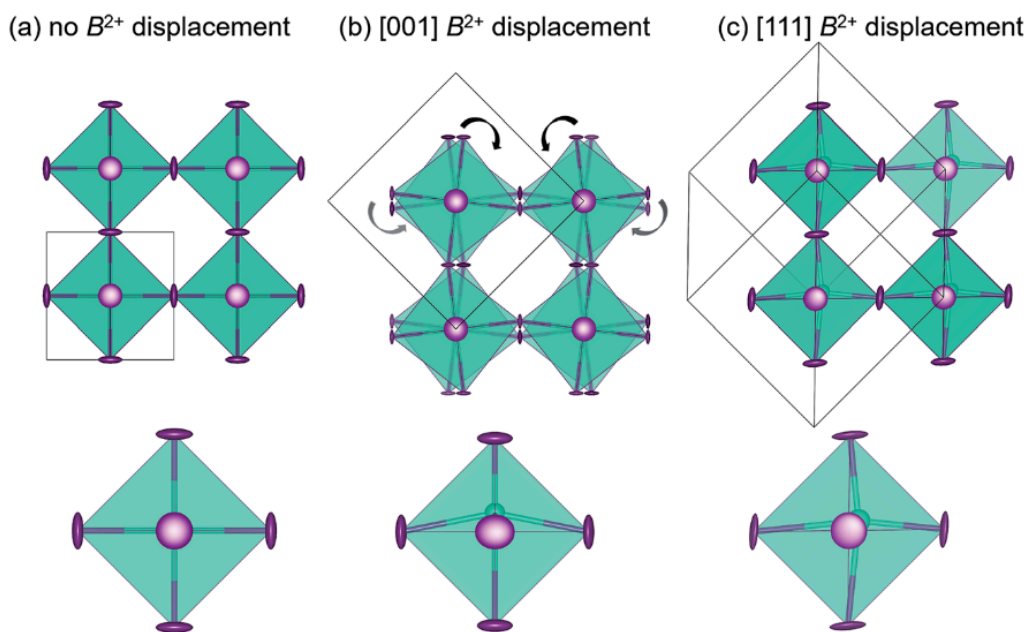 (a) no B²⁺ displacement
(b) [001] B²⁺ displacement
(c) [111] B²⁺ displacement